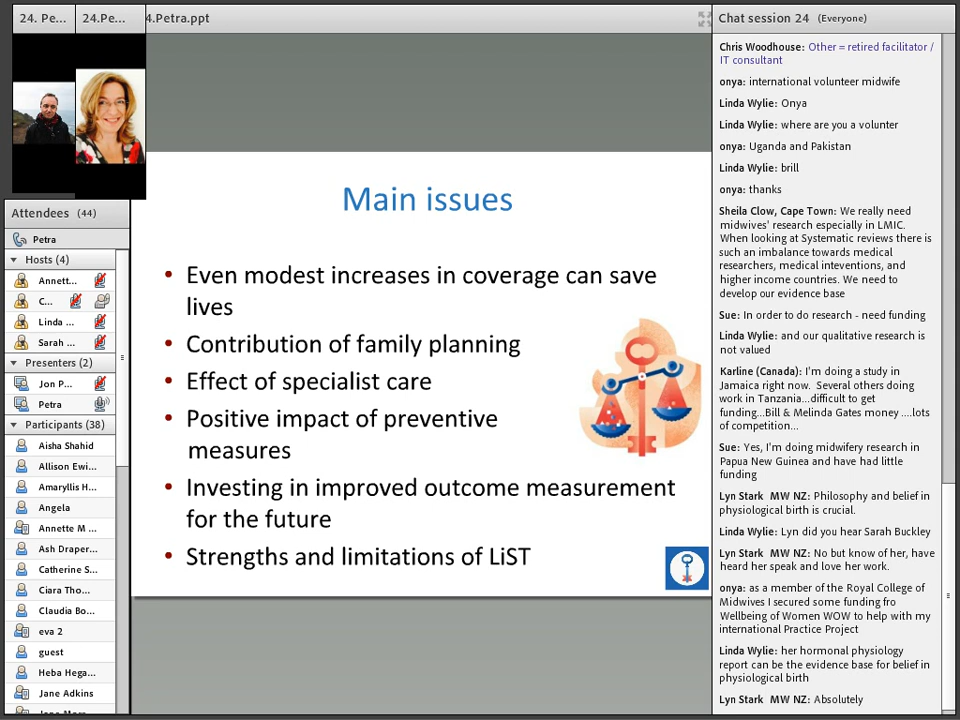 24. Pe...
24.Pe...
4.Petra.ppt
Chat session 24 (Everyone)
Attendees (44)
Petra
Hosts (4)
Annett...
C...
Linda ...
Sarah ...
Presenters (2)
Jon P...
Petra
Participants (38)
Aisha Shahid
Allison Ewi...
Amaryllis H...
Angela
Annette M ...
Ash Draper...
Catherine S...
Ciara Tho...
Claudia Bo...
eva 2
guest
Heba Hega...
Jane Adkins
Main issues
• Even modest increases in coverage can save
lives
• Contribution of family planning
• Effect of specialist care
• Positive impact of preventive
measures
• Investing in improved outcome measurement
for the future
• Strengths and limitations of LiST
Chris Woodhouse: Other = retired facilitator /
IT consultant
onya: international volunteer midwife
Linda Wylie: Onya
Linda Wylie: where are you a volunter
onya: Uganda and Pakistan
Linda Wylie: brill
onya: thanks
Sheila Clow, Cape Town: We really need
midwives' research especially in LMIC.
When looking at Systematic reviews there is
such an imbalance towards medical
researchers, medical inteventions, and
higher income countries. We need to
develop our evidence base
Sue: In order to do research - need funding
Linda Wylie: and our qualitative research is
not valued
Karline (Canada): I'm doing a study in
Jamaica right now. Several others doing
work in Tanzania...difficult to get
funding...Bill & Melinda Gates money ....lots
of competition...
Sue: Yes, I'm doing midwifery research in
Papua New Guinea and have had little
funding
Lyn Stark MW NZ: Philosophy and belief in
physiological birth is crucial.
Linda Wylie: Lyn did you hear Sarah Buckley
Lyn Stark MW NZ: No but know of her, have
heard her speak and love her work.
onya: as a member of the Royal College of
Midwives I secured some funding fro
Wellbeing of Women WOW to help with my
international Practice Project
Linda Wylie: her hormonal physiology
report can be the evidence base for belief in
physiological birth
Lyn Stark MW NZ: Absolutely